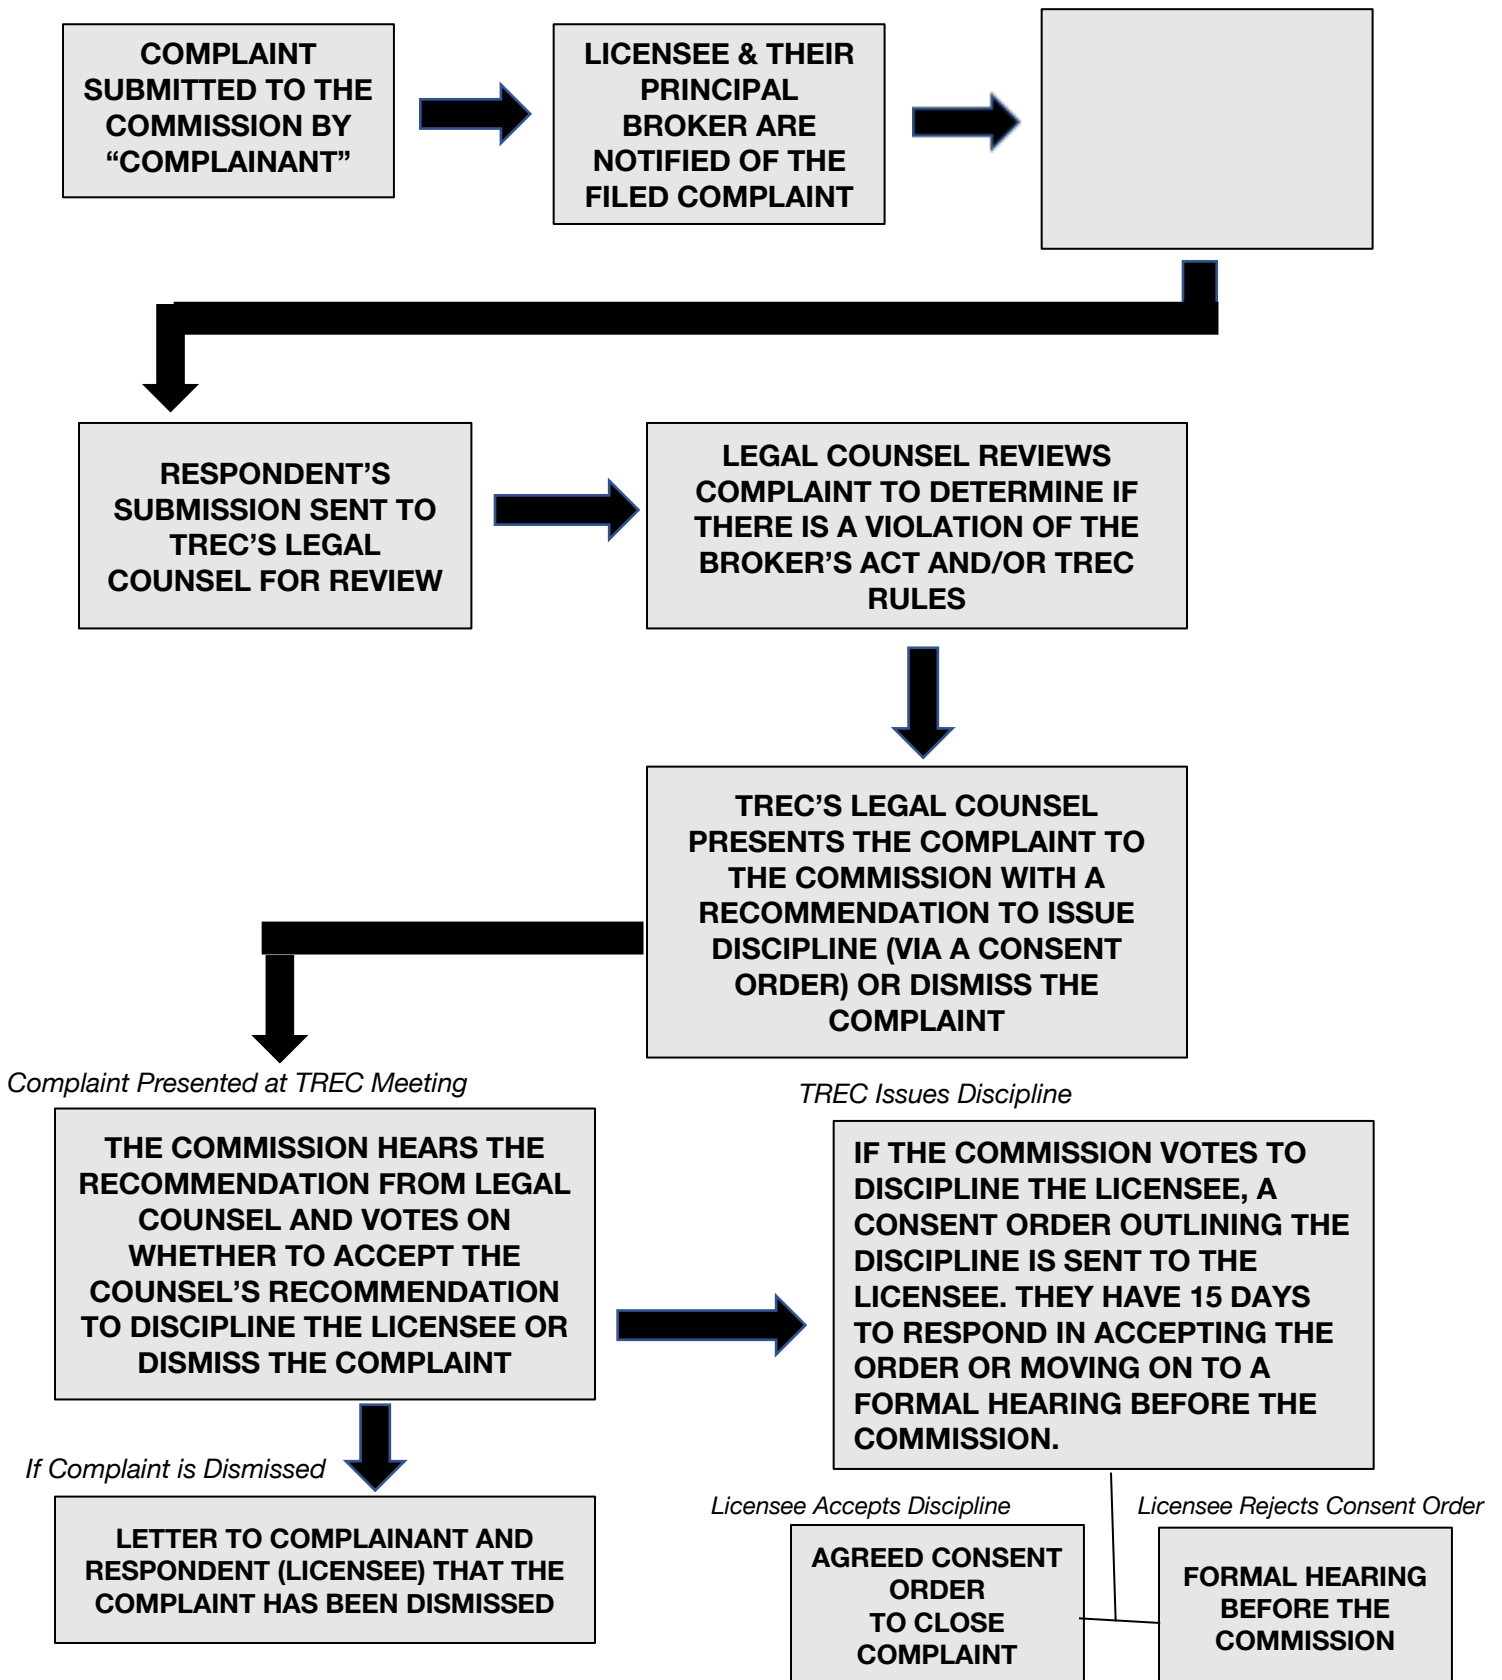 COMPLAINT
SUBMITTED TO THE
COMMISSION BY
“COMPLAINANT”
LICENSEE & THEIR
PRINCIPAL
BROKER ARE
NOTIFIED OF THE
FILED COMPLAINT
RESPONDENT’S
SUBMISSION SENT TO
TREC’S LEGAL
COUNSEL FOR REVIEW
LEGAL COUNSEL REVIEWS
COMPLAINT TO DETERMINE IF
THERE IS A VIOLATION OF THE
BROKER’S ACT AND/OR TREC
RULES
TREC’S LEGAL COUNSEL
PRESENTS THE COMPLAINT TO
THE COMMISSION WITH A
RECOMMENDATION TO ISSUE
DISCIPLINE (VIA A CONSENT
ORDER) OR DISMISS THE
COMPLAINT
Complaint Presented at TREC Meeting
THE COMMISSION HEARS THE
RECOMMENDATION FROM LEGAL
COUNSEL AND VOTES ON
WHETHER TO ACCEPT THE
COUNSEL’S RECOMMENDATION
TO DISCIPLINE THE LICENSEE OR
DISMISS THE COMPLAINT
TREC Issues Discipline
IF THE COMMISSION VOTES TO
DISCIPLINE THE LICENSEE, A
CONSENT ORDER OUTLINING THE
DISCIPLINE IS SENT TO THE
LICENSEE. THEY HAVE 15 DAYS
TO RESPOND IN ACCEPTING THE
ORDER OR MOVING ON TO A
FORMAL HEARING BEFORE THE
COMMISSION.
If Complaint is Dismissed
LETTER TO COMPLAINANT AND
RESPONDENT (LICENSEE) THAT THE
COMPLAINT HAS BEEN DISMISSED
Licensee Accepts Discipline
AGREED CONSENT
ORDER
TO CLOSE
COMPLAINT
Licensee Rejects Consent Order
FORMAL HEARING
BEFORE THE
COMMISSION